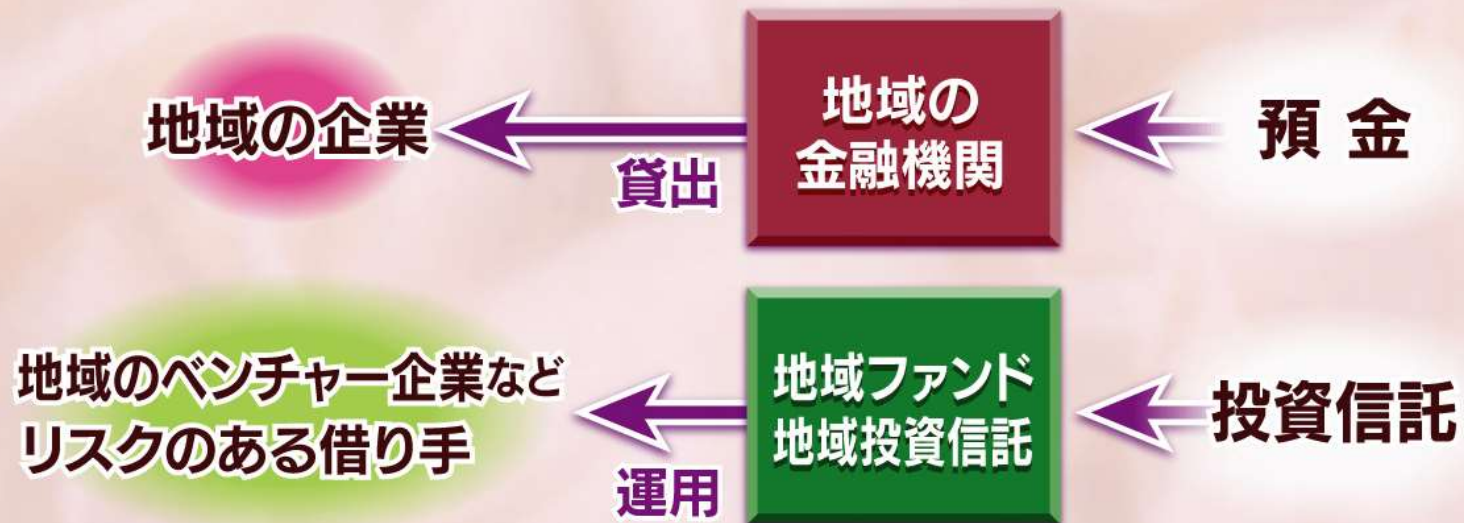 地域の企業
貸出
地域の
金融機関
預 金
地域のベンチャー企業など
リスクのある借り手
運用
地域ファンド
地域投資信託
投資信託